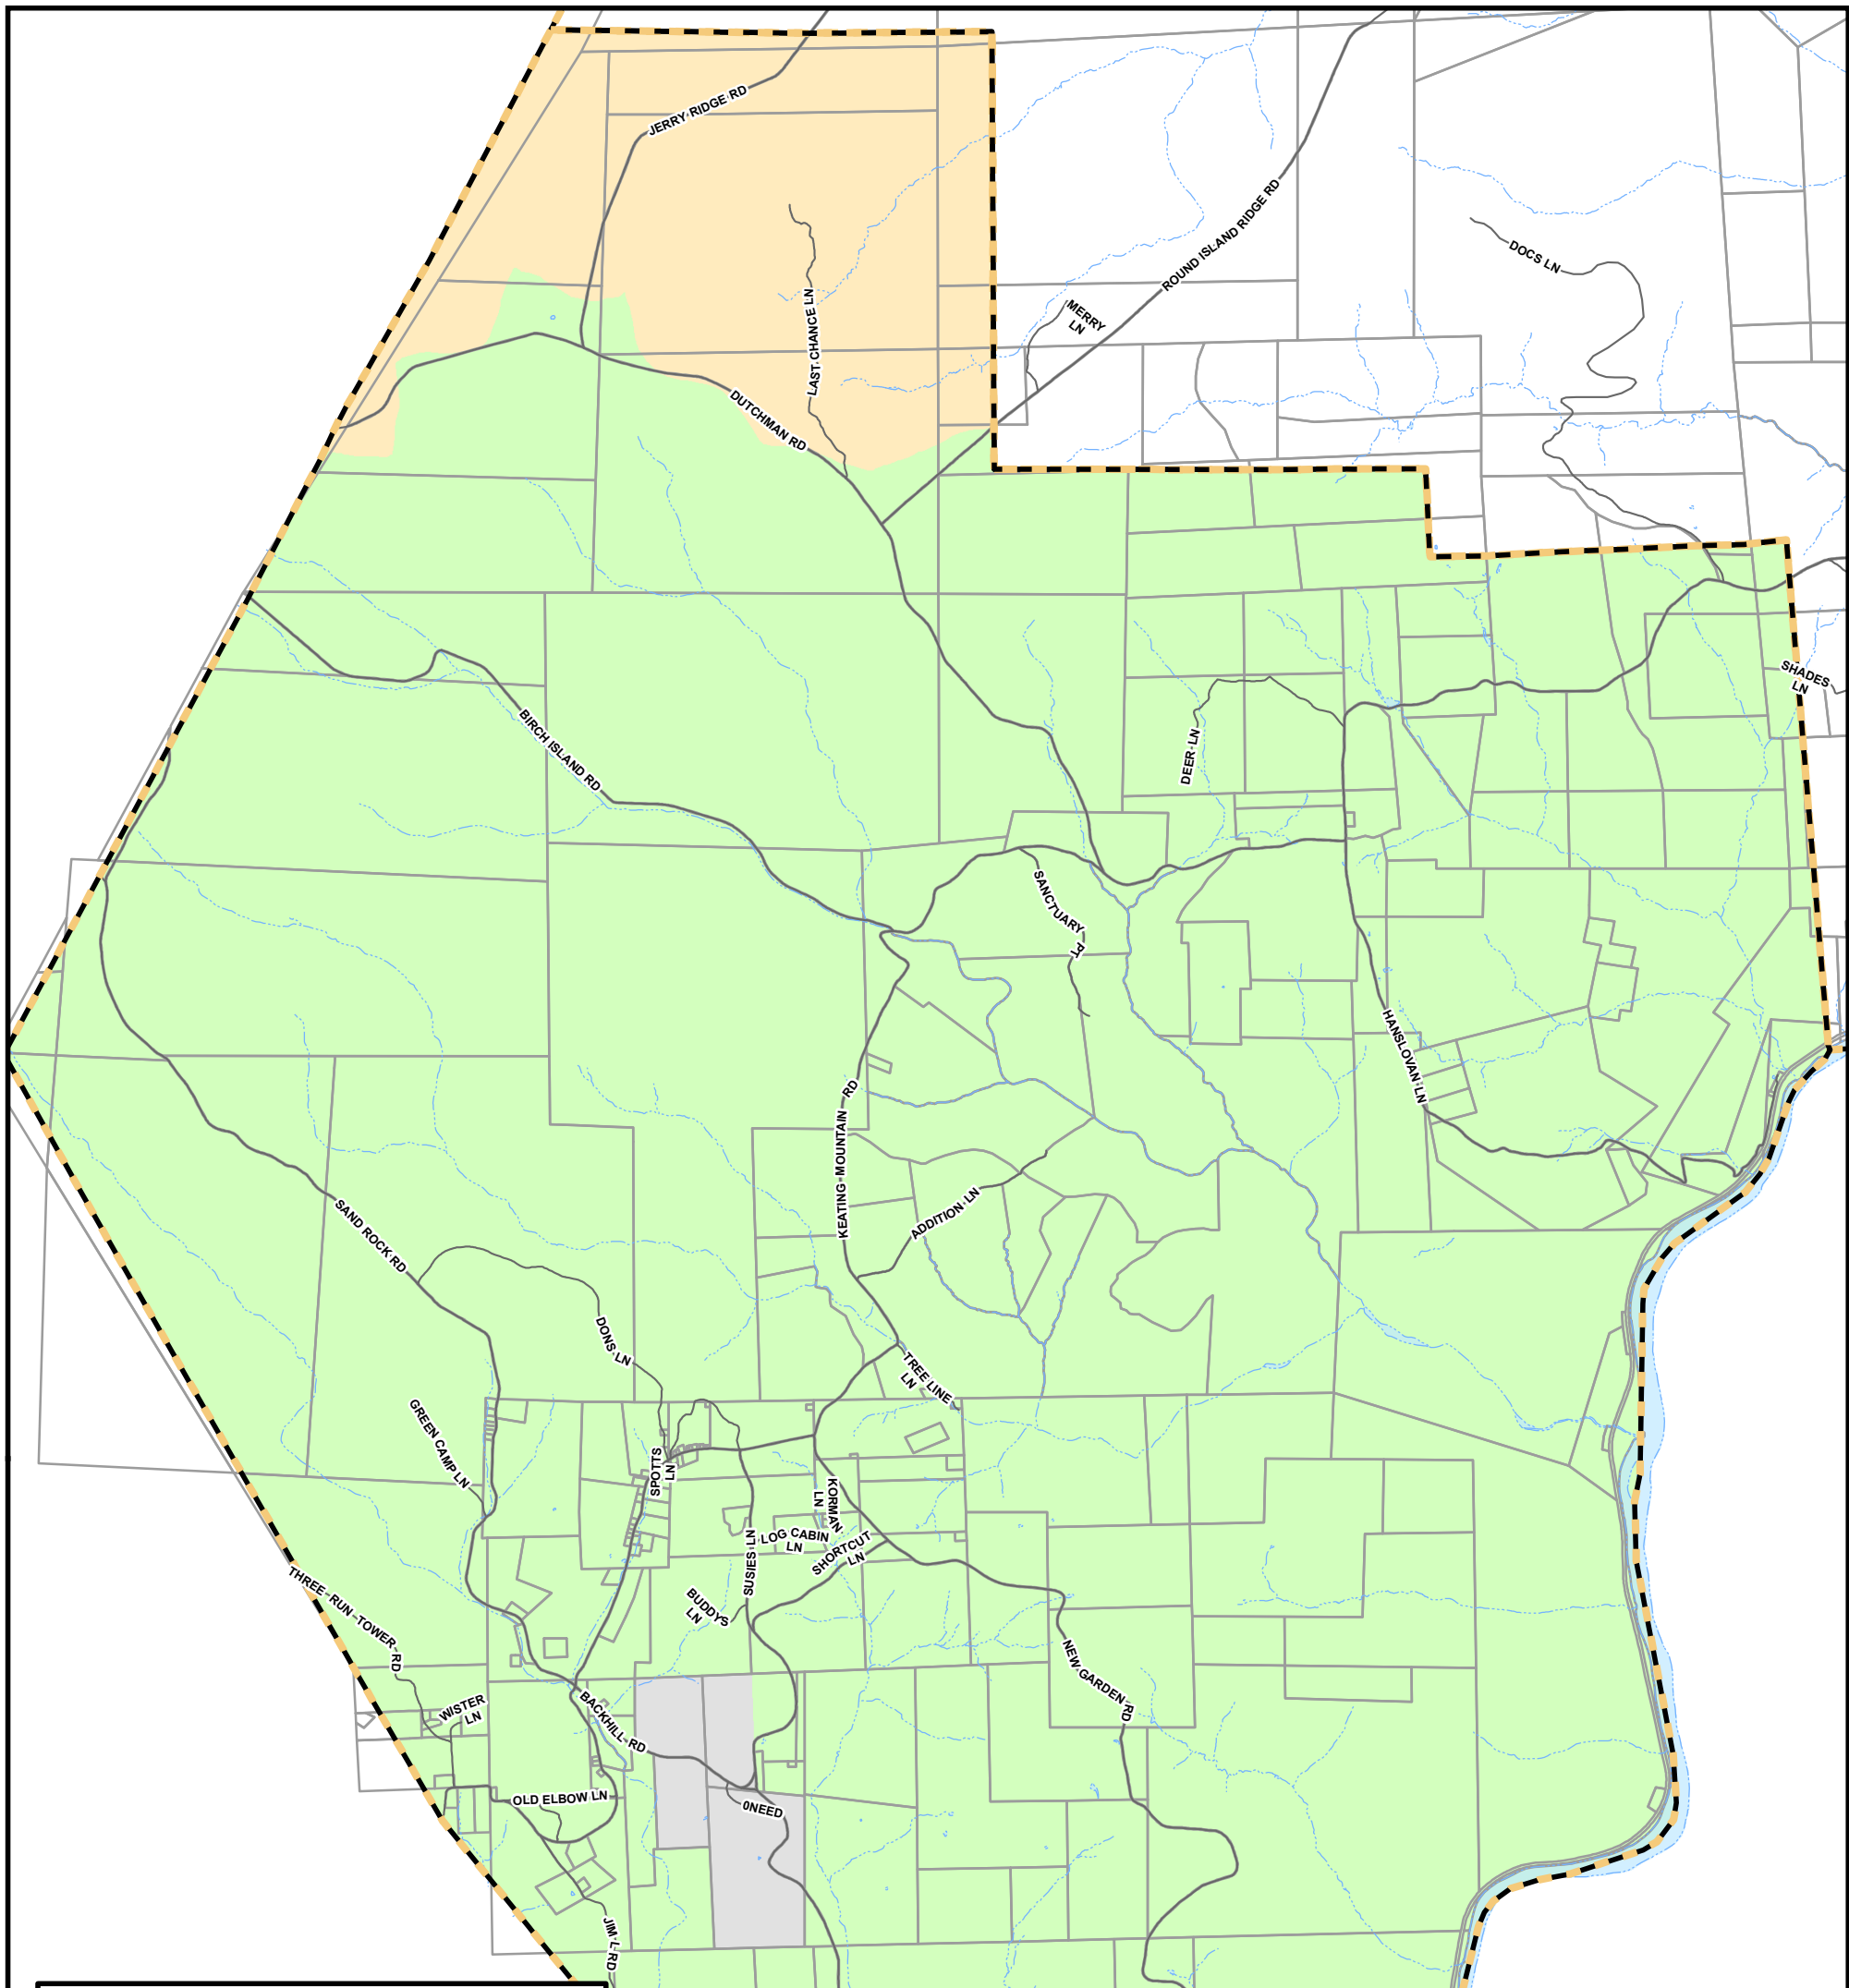 JERRY RIDGE RD
ROUND ISLAND RIDGE RD
DOCS LN
LAST CHANCE LN
MERRY
LN
DUTCHMAN RD
SHADES
LN
BIRCH ISLAND RD
DEER LN
SANCTUARY PT
HANSLOVAN LN
KEATING MOUNTAIN RD
SAND ROCK RD
ADDITION LN
DONS LN
TREE LINE
LN
GREEN CAMP LN
SPOTTS
LN
KORMAN
LN
LOG CABIN
LN
SHORTCUT
LN
SUSIES LN
BUDDYS
LN
THREE RUN TOWER RD
NEW GARDEN RD
WISTER
LN
BACKHILL RD
OLD ELBOW LN
0NEED
JIM L RD